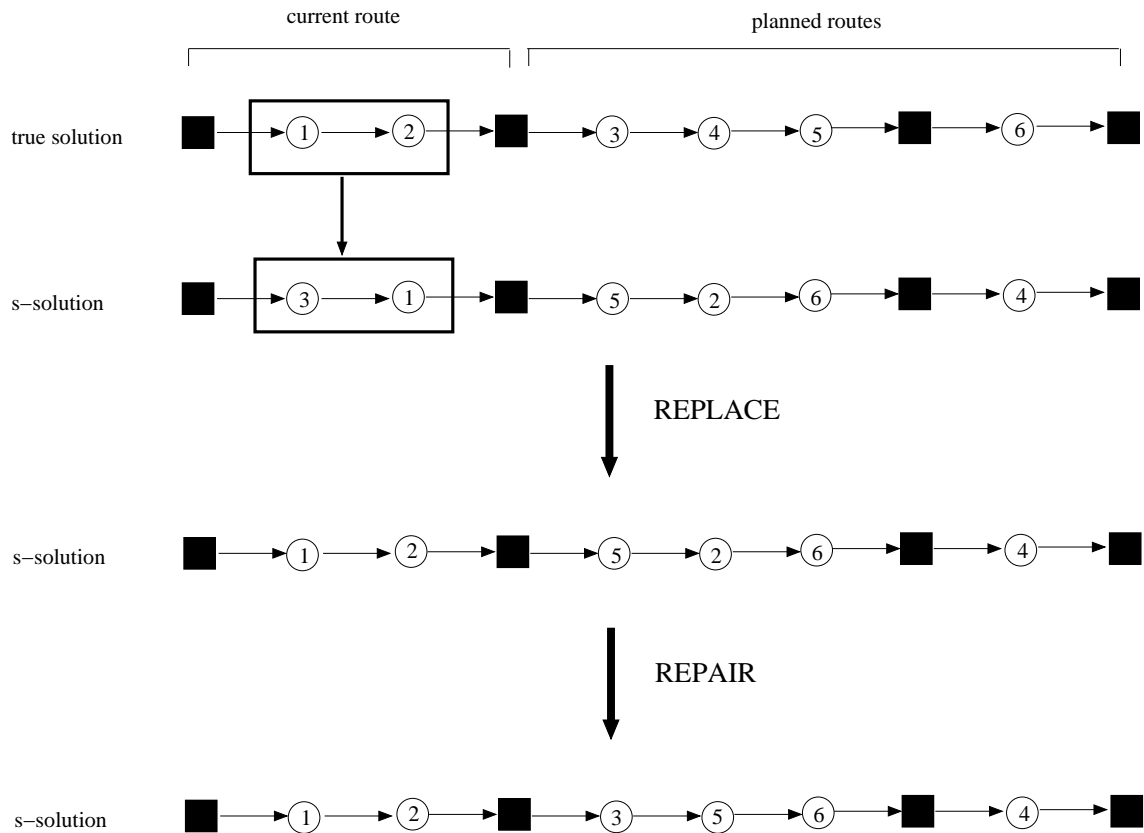 current route
planned routes
true solution 1 2 3 4 5 6
s−solution 3 1 5 2 6 4
REPLACE
s−solution 1 2 5 2 6 4
REPAIR
s−solution 1 2 3 5 6 4